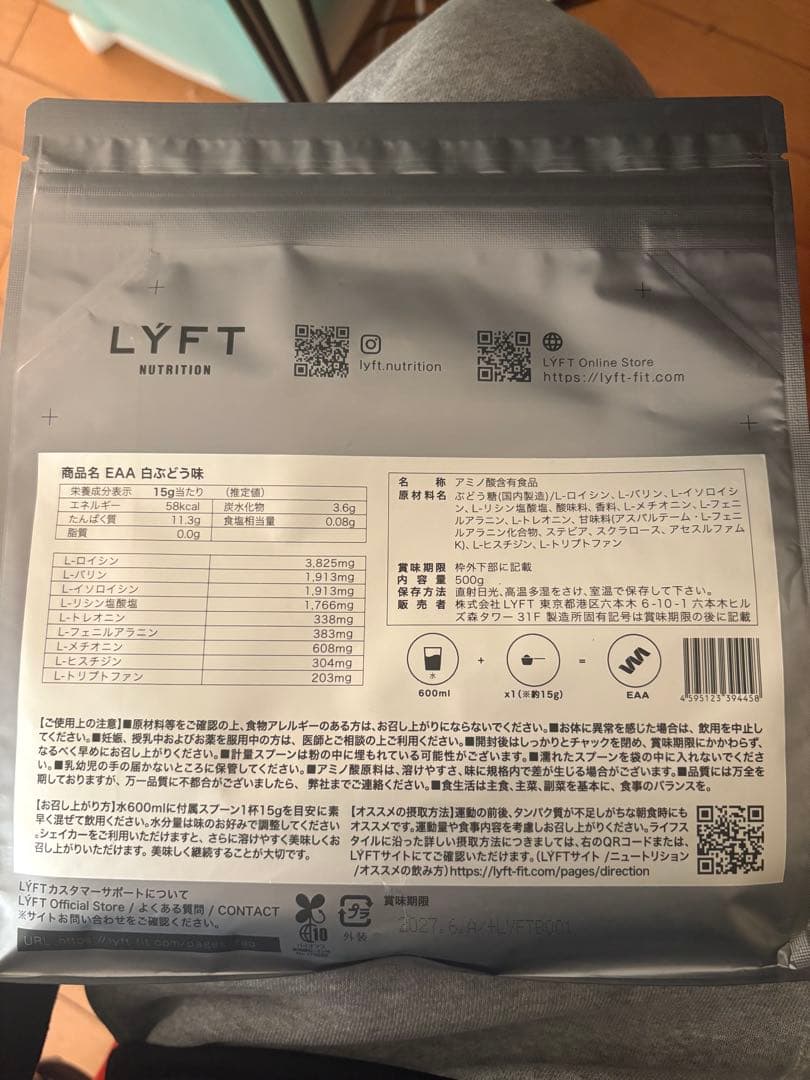 LÝFT
NUTRITION
lyft.nutrition
LÝFT Online Store
https://lyft-fit.com
商品名 EAA 白ぶどう味
栄養成分表示 15g当たり (推定値)
エネルギー 58kcal 炭水化物 3.6g
たんぱく質 11.3g 食塩相当量 0.08g
脂質 0.0g
L-ロイシン 3,825mg
L-バリン 1,913mg
L-イソロイシン 1,913mg
L-リシン塩酸塩 1,766mg
L-トレオニン 338mg
L-フェニルアラニン 383mg
L-メチオニン 608mg
L-ヒスチジン 304mg
L-トリプトファン 203mg
名称 アミノ酸含有食品
原材料名 ぶどう糖(国内製造)/L-ロイシン、L-バリン、L-イソロイシ
ン、L-リシン塩酸塩、酸味料、香料、L-メチオニン、L-フェニ
ルアラニン、L-トレオニン、甘味料(アスパルテーム・L-フェニ
ルアラニン化合物、ステビア、スクラロース、アセスルファム
K)、L-ヒスチジン、L-トリプトファン
賞味期限 枠外下部に記載
内容量 500g
保存方法 直射日光、高温多湿をさけ、室温で保存して下さい。
販売者 株式会社LYFT 東京都港区六本木 6-10-1 六本木ヒル
ズ森タワー 31F 製造所固有記号は賞味期限の後に記載
水
+ =
600ml x1(※約15g) EAA
4 595123 394458
【ご使用上の注意】■原材料等をご確認の上、食物アレルギーのある方は、お召し上がりにならないでください。■お体に異常を感じた場合は、飲用を中止し
てください。■妊娠、授乳中およびお薬を服用中の方は、医師とご相談の上ご利用ください。■開封後はしっかりとチャックを閉め、賞味期限にかかわらず、
なるべく早めにお召し上がりください。■計量スプーンは粉の中に埋もれている可能性がございます。■濡れたスプーンを袋の中に入れないでくださ
い。■乳幼児の手の届かないところに保管してください。■アミノ酸原料は、溶けやすさ、味に規格内で差が生じる場合がございます。■品質には万全を
期しておりますが、万一品質に不都合がございましたら、弊社までご連絡ください。■食生活は主食、主菜、副菜を基本に、食事のバランスを。
【お召し上がり方】水600mlに付属スプーン1杯15gを目安に素
早く混ぜて飲用ください。水分量は味のお好みで調整してください
。シェイカーをご利用いただけますと、さらに溶けやすく美味しくお
召し上がりいただけます。美味しく継続することが大切です。
【オススメの摂取方法】運動の前後、タンパク質が不足しがちな朝食時にも
オススメです。運動量や食事内容を考慮しお召し上がりください。ライフス
タイルに沿った詳しい摂取方法につきましては、右のQRコードまたは、
LÝFTサイトにてご確認いただけます。(LÝFTサイト/ニュートリション
/オススメの飲み方)https://lyft-fit.com/pages/direction
LÝFTカスタマーサポートについて
LÝFT Official Store / よくある質問 / CONTACT
※サイトお問い合わせをご確認ください。
URL https://lyft-fit.com/pages/faq
10
プラ
外装
賞味期限
2027.6.A/+LYFTB001